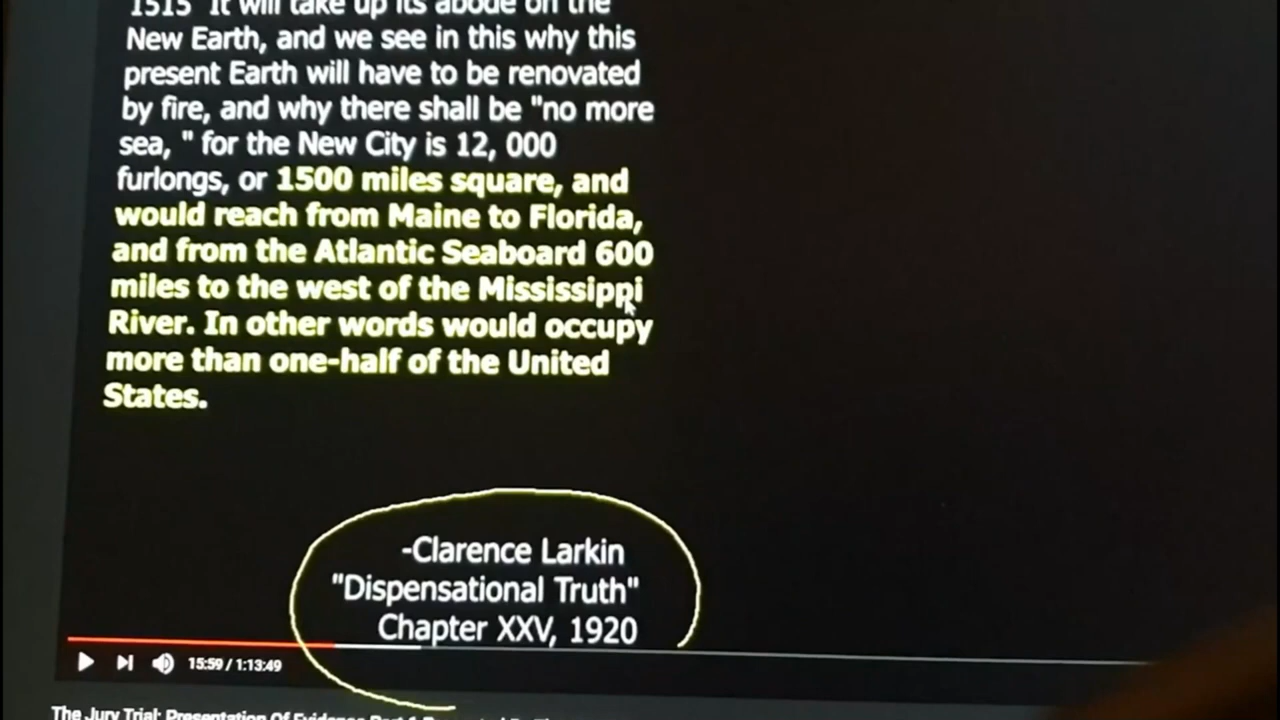 1515 It will take up its abode on the
New Earth, and we see in this why this
present Earth will have to be renovated
by fire, and why there shall be "no more
sea, " for the New City is 12, 000
furlongs, or 1500 miles square, and
would reach from Maine to Florida,
and from the Atlantic Seaboard 600
miles to the west of the Mississippi
River. In other words would occupy
more than one-half of the United
States.
-Clarence Larkin
"Dispensational Truth"
Chapter XXV, 1920
15:59 / 1:13:49
The Jury Trial: Presentation Of Evidence Part